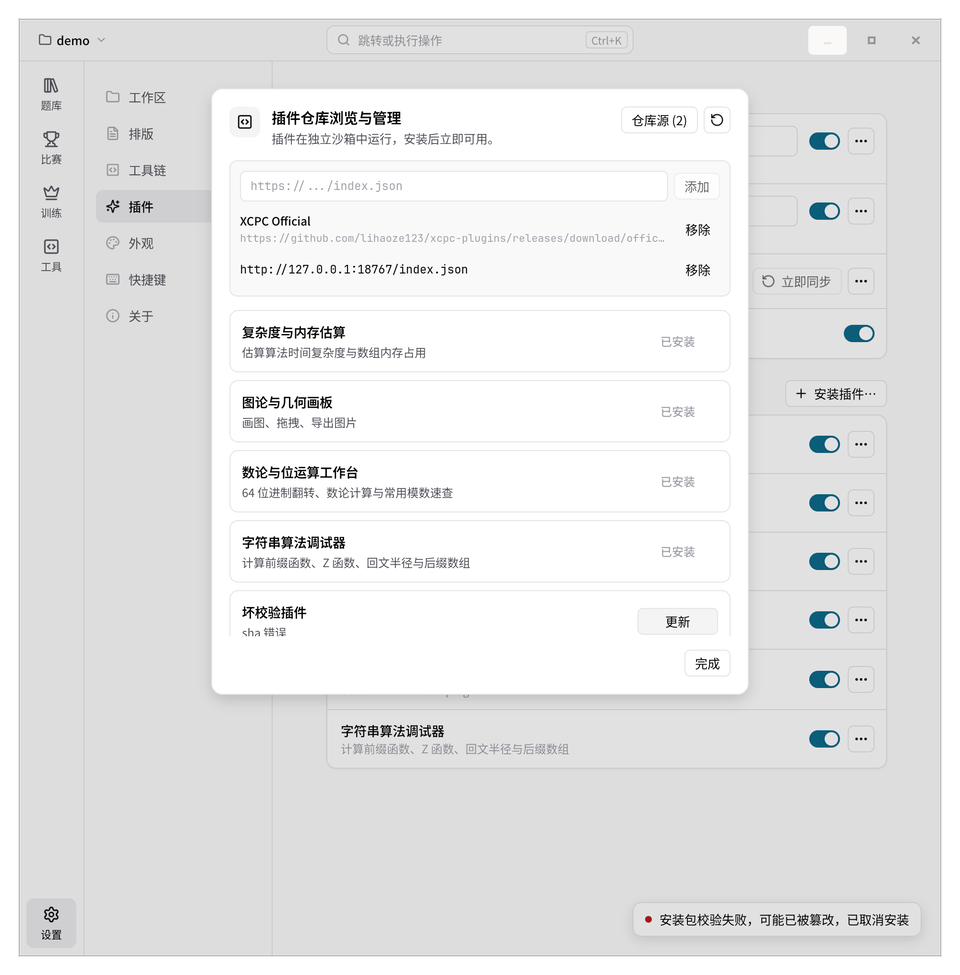 demo
跳转或执行操作
Ctrl+K
题库
比赛
训练
工具
设置
工作区
排版
工具链
插件
外观
快捷键
关于
插件仓库浏览与管理
插件在独立沙箱中运行，安装后立即可用。
仓库源 (2)
https://.../index.json
添加
XCPC Official
https://github.com/lihaoze123/xcpc-plugins/releases/download/offic…
移除
http://127.0.0.1:18767/index.json
移除
复杂度与内存估算
估算算法时间复杂度与数组内存占用
已安装
图论与几何画板
画图、拖拽、导出图片
已安装
数论与位运算工作台
64 位进制翻转、数论计算与常用模数速查
已安装
字符串算法调试器
计算前缀函数、Z 函数、回文半径与后缀数组
已安装
坏校验插件
sha 错误
更新
完成
立即同步
安装插件…
字符串算法调试器
计算前缀函数、Z 函数、回文半径与后缀数组
安装包校验失败，可能已被篡改，已取消安装